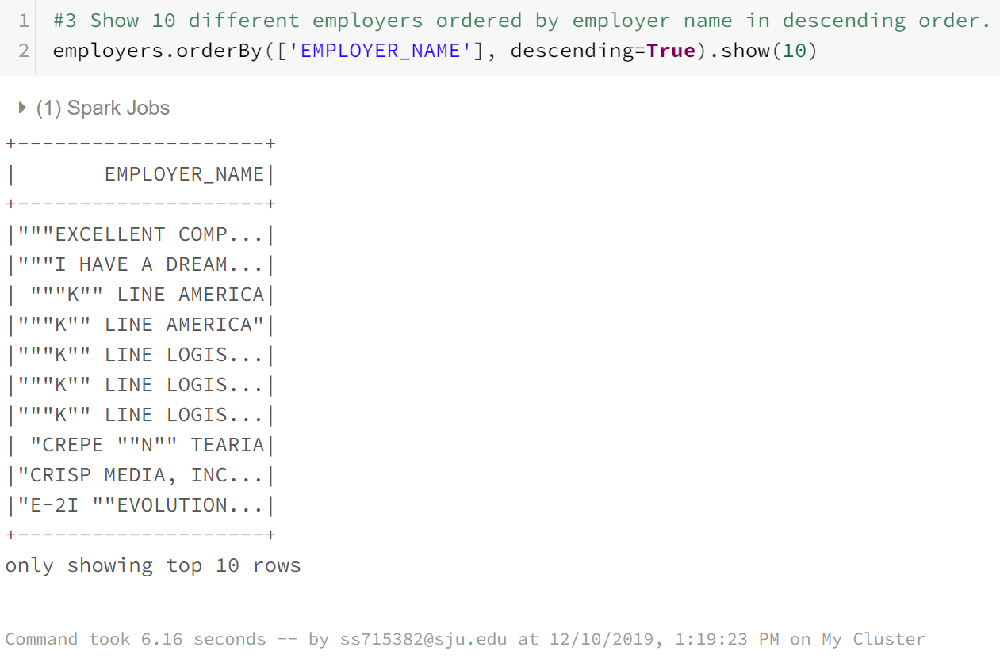 1 #3 Show 10 different employers ordered by employer name in descending order.
2 employers.orderBy(['EMPLOYER_NAME'], descending=True).show(10)
(1) Spark Jobs
+--------------------+
|       EMPLOYER_NAME|
+--------------------+
|"""EXCELLENT COMP...|
|"""I HAVE A DREAM...|
| """K"" LINE AMERICA|
|"""K"" LINE AMERICA"|
|"""K"" LINE LOGIS...|
|"""K"" LINE LOGIS...|
|"""K"" LINE LOGIS...|
| "CREPE ""N"" TEARIA|
|"CRISP MEDIA, INC...|
|"E-2I ""EVOLUTION...|
+--------------------+
only showing top 10 rows
Command took 6.16 seconds -- by ss715382@sju.edu at 12/10/2019, 1:19:23 PM on My Cluster